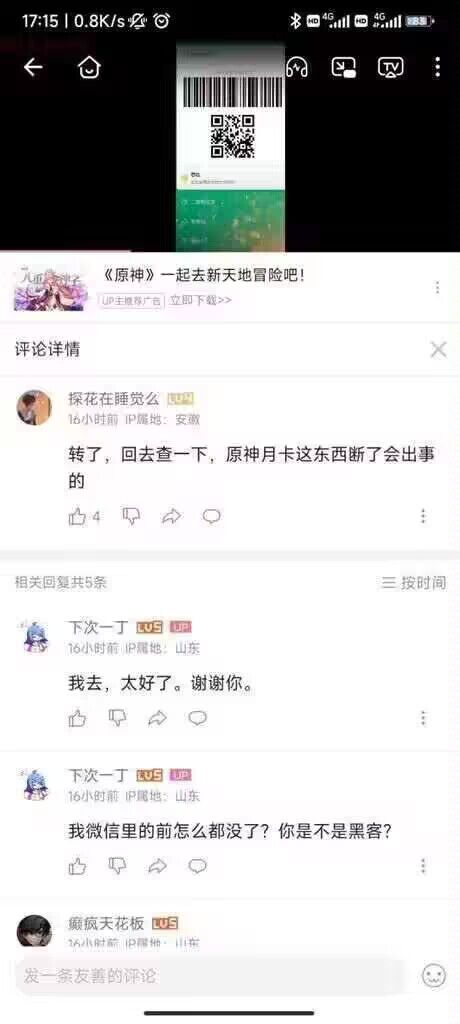 17:15 | 0.8K/s
HD 4G HD 4G
TV
《原神》一起去新天地冒险吧！
UP主推荐广告 立即下载>>
评论详情
探花在睡觉么 LV5
16小时前 IP属地：安徽
转了，回去查一下，原神月卡这东西断了会出事
的
4
相关回复共5条
按时间
下次一丁 LV5 UP
16小时前 IP属地：山东
我去，太好了。谢谢你。
下次一丁 LV5 UP
16小时前 IP属地：山东
我微信里的前怎么都没了？你是不是黑客？
癫疯天花板 LV5
16小时前 IP属地：山东
发一条友善的评论